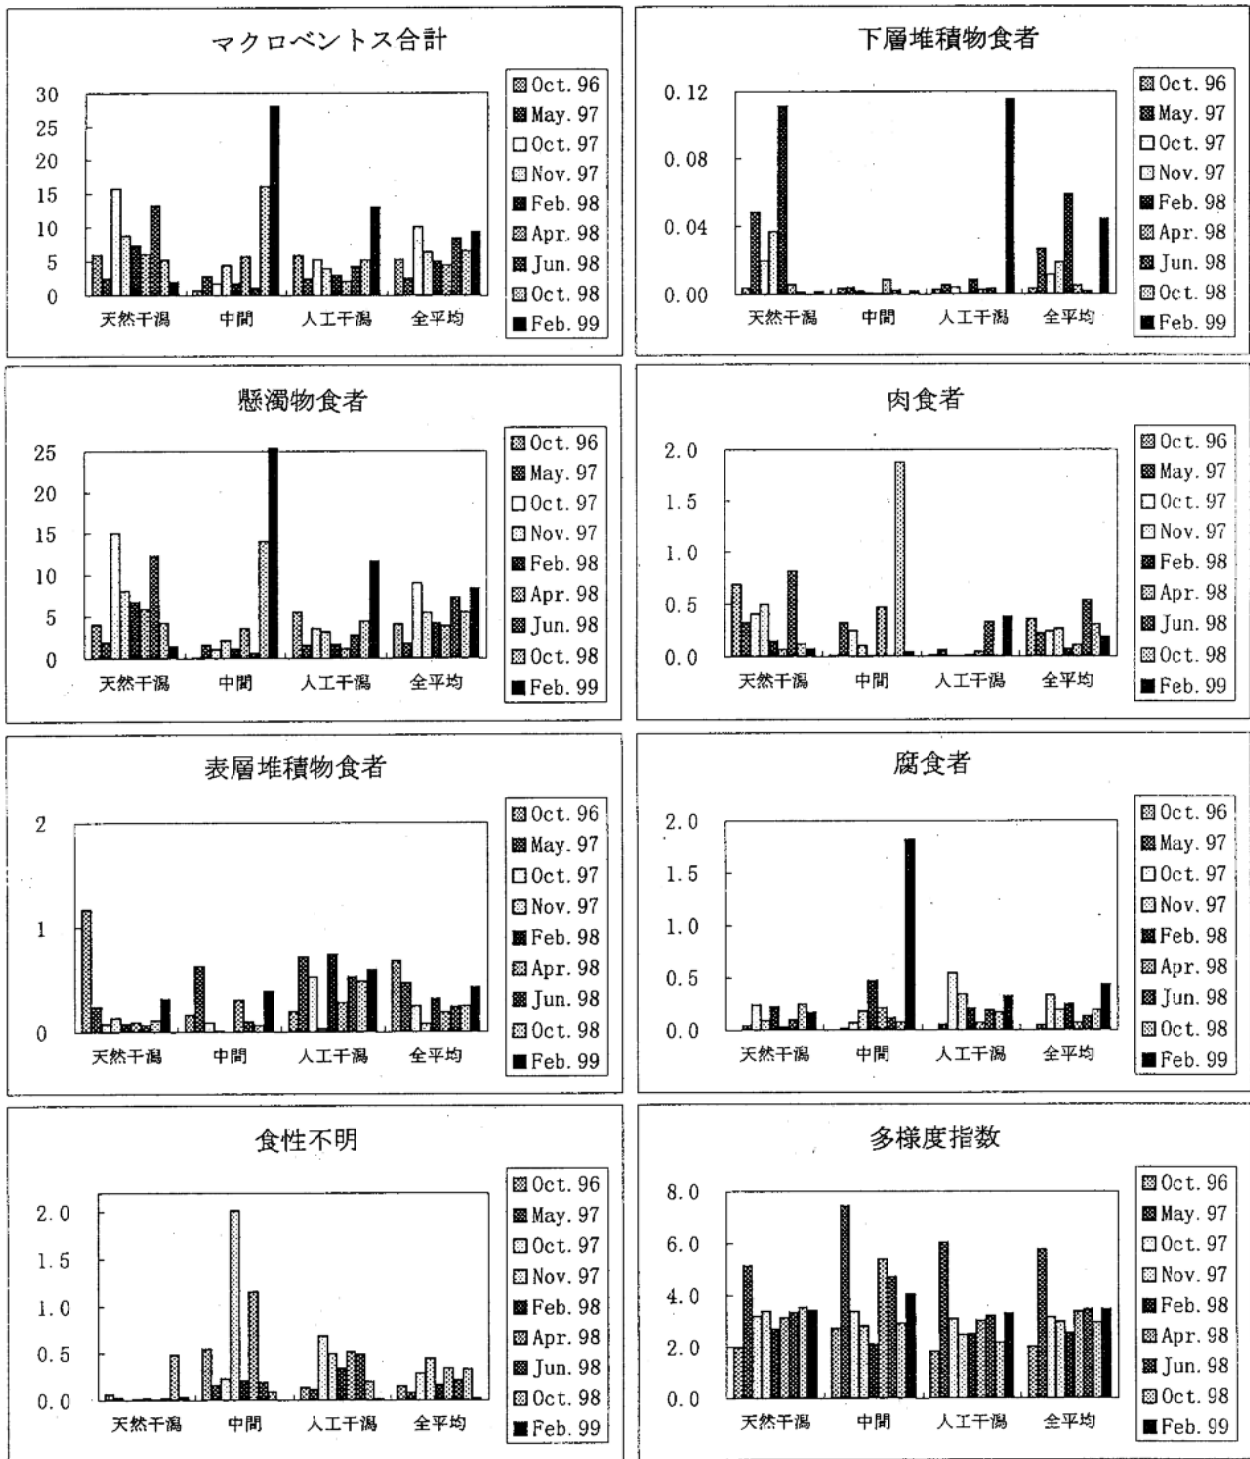 マクロベントス合計
30
25
20
15
10
5
0
天然干潟 中間 人工干潟 全平均
Oct. 96
May. 97
Oct. 97
Nov. 97
Feb. 98
Apr. 98
Jun. 98
Oct. 98
Feb. 99
下層堆積物食者
0.12
0.08
0.04
0.00
天然干潟 中間 人工干潟 全平均
Oct. 96
May. 97
Oct. 97
Nov. 97
Feb. 98
Apr. 98
Jun. 98
Oct. 98
Feb. 99
懸濁物食者
25
20
15
10
5
0
天然干潟 中間 人工干潟 全平均
Oct. 96
May. 97
Oct. 97
Nov. 97
Feb. 98
Apr. 98
Jun. 98
Oct. 98
Feb. 99
肉食者
2.0
1.5
1.0
0.5
0.0
天然干潟 中間 人工干潟 全平均
Oct. 96
May. 97
Oct. 97
Nov. 97
Feb. 98
Apr. 98
Jun. 98
Oct. 98
Feb. 99
表層堆積物食者
2
1
0
天然干潟 中間 人工干潟 全平均
Oct. 96
May. 97
Oct. 97
Nov. 97
Feb. 98
Apr. 98
Jun. 98
Oct. 98
Feb. 99
腐食者
2.0
1.5
1.0
0.5
0.0
天然干潟 中間 人工干潟 全平均
Oct. 96
May. 97
Oct. 97
Nov. 97
Feb. 98
Apr. 98
Jun. 98
Oct. 98
Feb. 99
食性不明
2.0
1.5
1.0
0.5
0.0
天然干潟 中間 人工干潟 全平均
Oct. 96
May. 97
Oct. 97
Nov. 97
Feb. 98
Apr. 98
Jun. 98
Oct. 98
Feb. 99
多様度指数
8.0
6.0
4.0
2.0
0.0
天然干潟 中間 人工干潟 全平均
Oct. 96
May. 97
Oct. 97
Nov. 97
Feb. 98
Apr. 98
Jun. 98
Oct. 98
Feb. 99